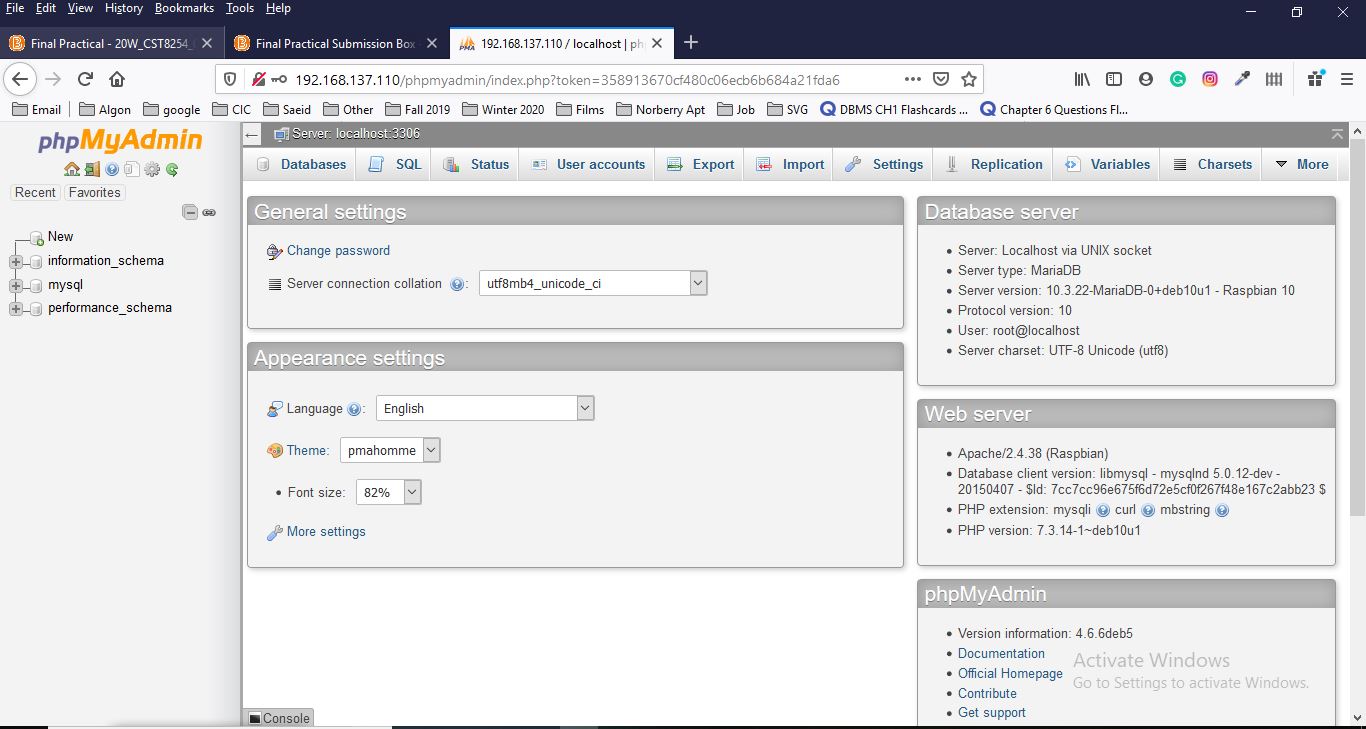 File Edit View History Bookmarks Tools Help
Final Practical - 20W_CST8254_
Final Practical Submission Box
192.168.137.110 / localhost | ph
192.168.137.110/phpmyadmin/index.php?token=358913670cf480c06ecb6b684a21fda6
Email Algon google CIC Saeid Other Fall 2019 Winter 2020 Films Norberry Apt Job SVG DBMS CH1 Flashcards ... Chapter 6 Questions Fl...
phpMyAdmin
Recent Favorites
New
information_schema
mysql
performance_schema
Server: localhost:3306
Databases SQL Status User accounts Export Import Settings Replication Variables Charsets More
General settings
Change password
Server connection collation : utf8mb4_unicode_ci
Appearance settings
Language : English
Theme: pmahomme
• Font size: 82%
More settings
Database server
• Server: Localhost via UNIX socket
• Server type: MariaDB
• Server version: 10.3.22-MariaDB-0+deb10u1 - Raspbian 10
• Protocol version: 10
• User: root@localhost
• Server charset: UTF-8 Unicode (utf8)
Web server
• Apache/2.4.38 (Raspbian)
• Database client version: libmysql - mysqlnd 5.0.12-dev -
20150407 - $Id: 7cc7cc96e675f6d72e5cf0f267f48e167c2abb23 $
• PHP extension: mysqli curl mbstring
• PHP version: 7.3.14-1~deb10u1
phpMyAdmin
• Version information: 4.6.6deb5
• Documentation
• Official Homepage
• Contribute
• Get support
Activate Windows
Go to Settings to activate Windows.
Console